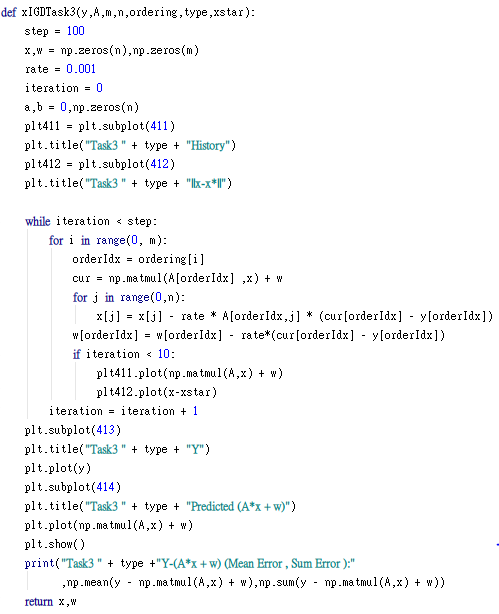 def xIGDTask3(y,A,m,n,ordering,type,xstar):
    step = 100
    x,w = np.zeros(n),np.zeros(m)
    rate = 0.001
    iteration = 0
    a,b = 0,np.zeros(n)
    plt411 = plt.subplot(411)
    plt.title("Task3 " + type + "History")
    plt412 = plt.subplot(412)
    plt.title("Task3 " + type + "||x-x*||")

    while iteration < step:
        for i in range(0, m):
            orderIdx = ordering[i]
            cur = np.matmul(A[orderIdx] ,x) + w
            for j in range(0,n):
                x[j] = x[j] - rate * A[orderIdx,j] * (cur[orderIdx] - y[orderIdx])
            w[orderIdx] = w[orderIdx] - rate*(cur[orderIdx] - y[orderIdx])
            if iteration < 10:
                plt411.plot(np.matmul(A,x) + w)
                plt412.plot(x-xstar)
        iteration = iteration + 1
    plt.subplot(413)
    plt.title("Task3 " + type + "Y")
    plt.plot(y)
    plt.subplot(414)
    plt.title("Task3 " + type + "Predicted (A*x + w)")
    plt.plot(np.matmul(A,x) + w)
    plt.show()
    print("Task3 " + type +"Y-(A*x + w) (Mean Error , Sum Error ):"
          ,np.mean(y - np.matmul(A,x) + w),np.sum(y - np.matmul(A,x) + w))
    return x,w